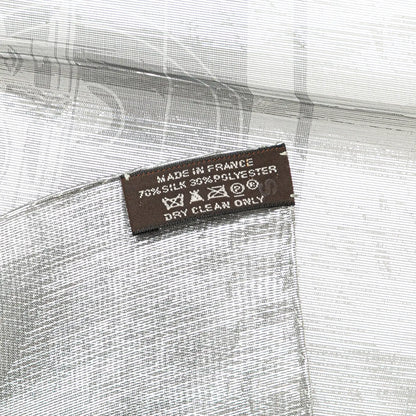 MADE IN FRANCE
70%SILK 30%POLYESTER
DRY CLEAN ONLY